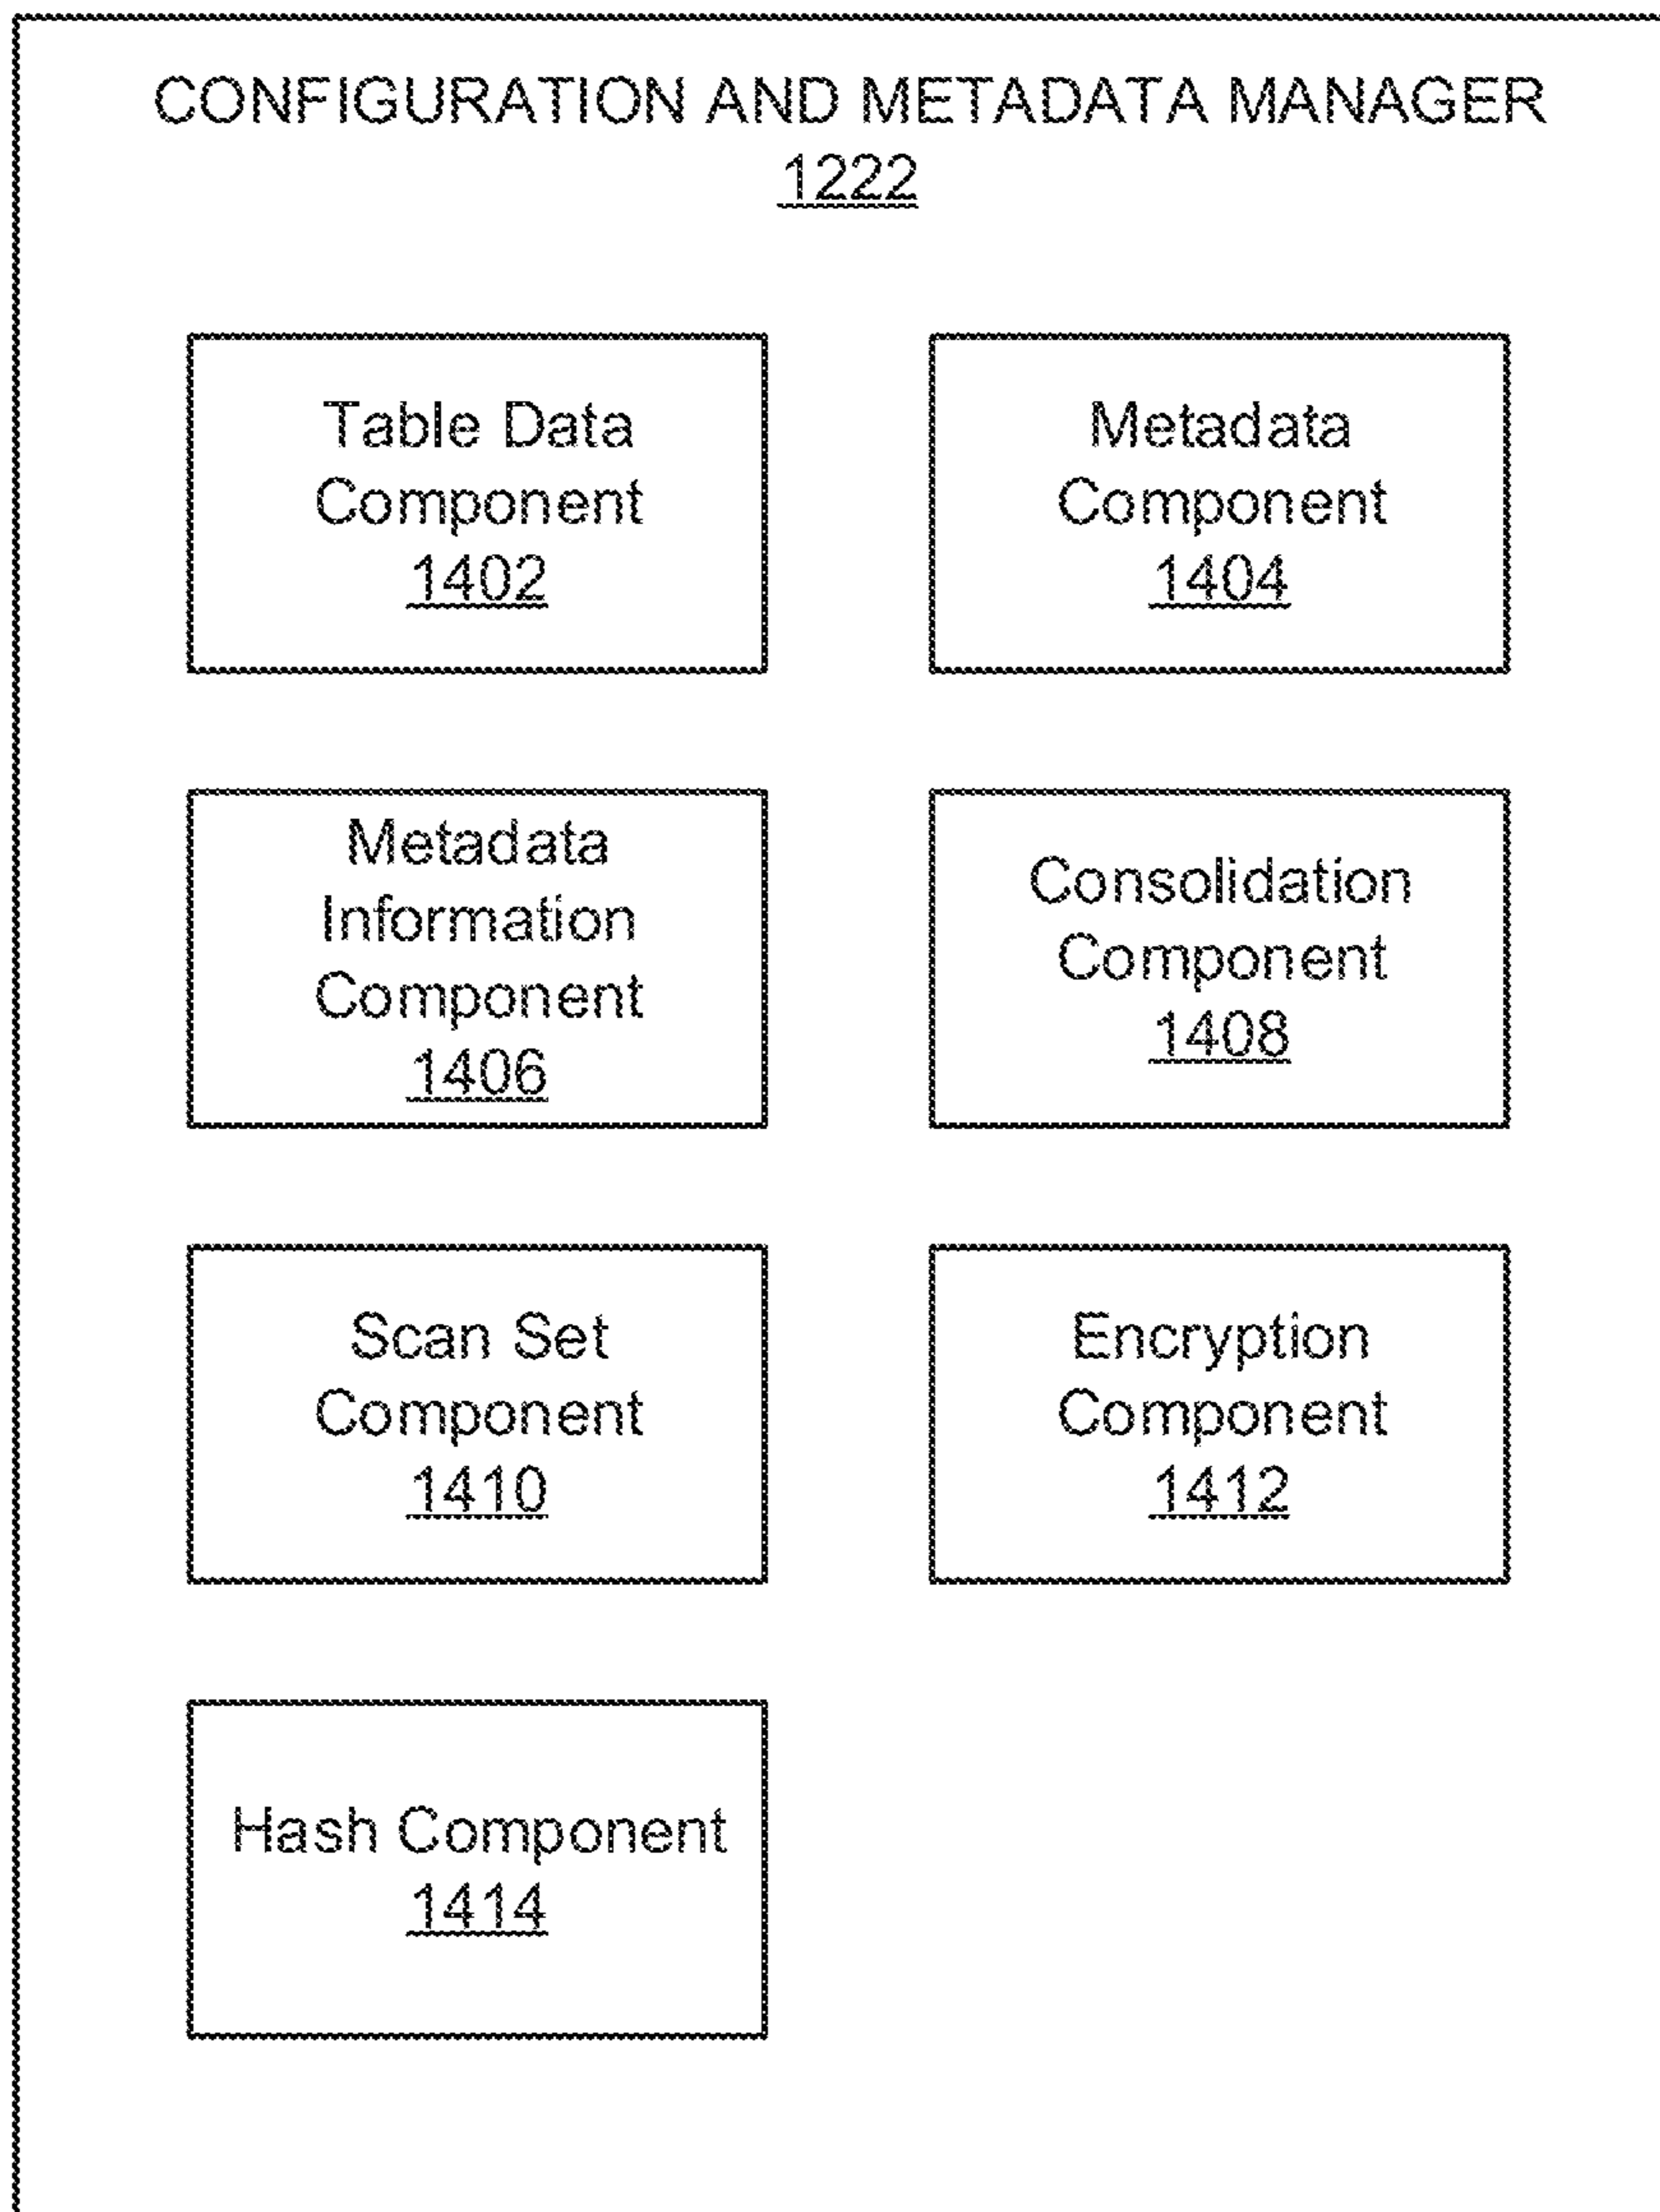 CONFIGURATION AND METADATA MANAGER
1222
Table Data
Component
1402
Metadata
Component
1404
Metadata
Information
Component
1406
Consolidation
Component
1408
Scan Set
Component
1410
Encryption
Component
1412
Hash Component
1414